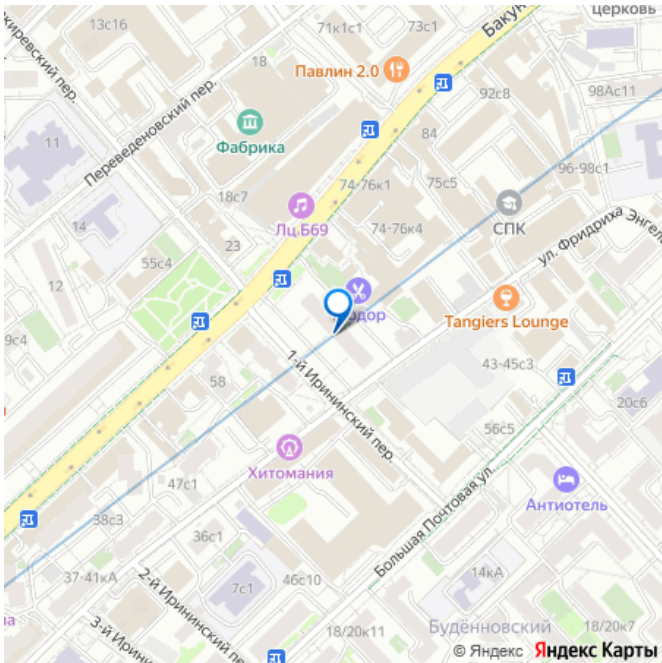 13с16
71к1с1
73с1
церковь
Бакун
Павлин 2.0
18
92с8
98Ас11
Переведеновский пер.
11
Фабрика
84
96-98с1
18с7
74-76к1
75с5
СПК
14
Лц Б69
74-76к4
23
ул. Фридриха Энгел
55с4
12
Tangiers Lounge
1-й Ирининский пер.
43-45с3
58
20с6
56с5
Хитомания
47с1
Большая Почтовая ул.
Антиотель
38с3
36с1
37-41кА
2-й Ирининский пер.
7с1
46с10
14кА
3-й Ирининск
18/20к11
Будённовский
18/20к7
© Яндекс Яндекс Карты